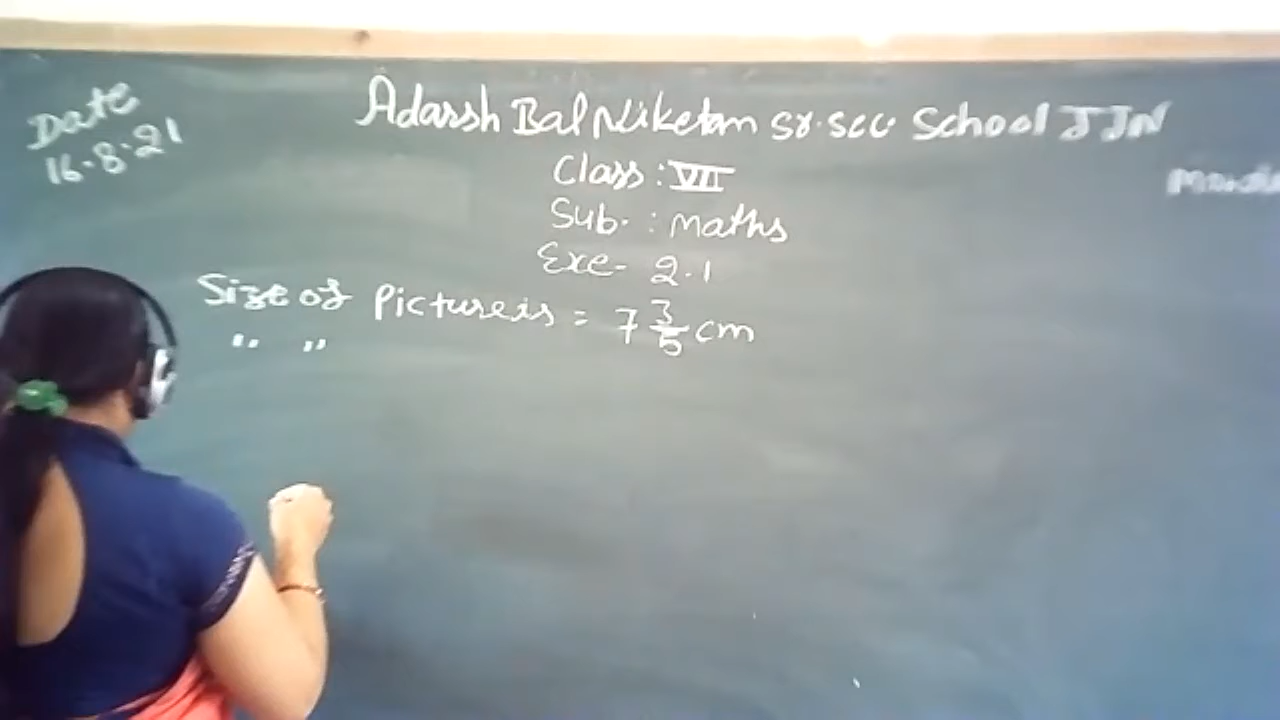 Date
16.8.21
Adarsh Bal Niketan Sr. Sec School JJN
Class : VII
Sub. : maths
Exe- 2.1
Size of Picture is = 7 3/5 cm
" "